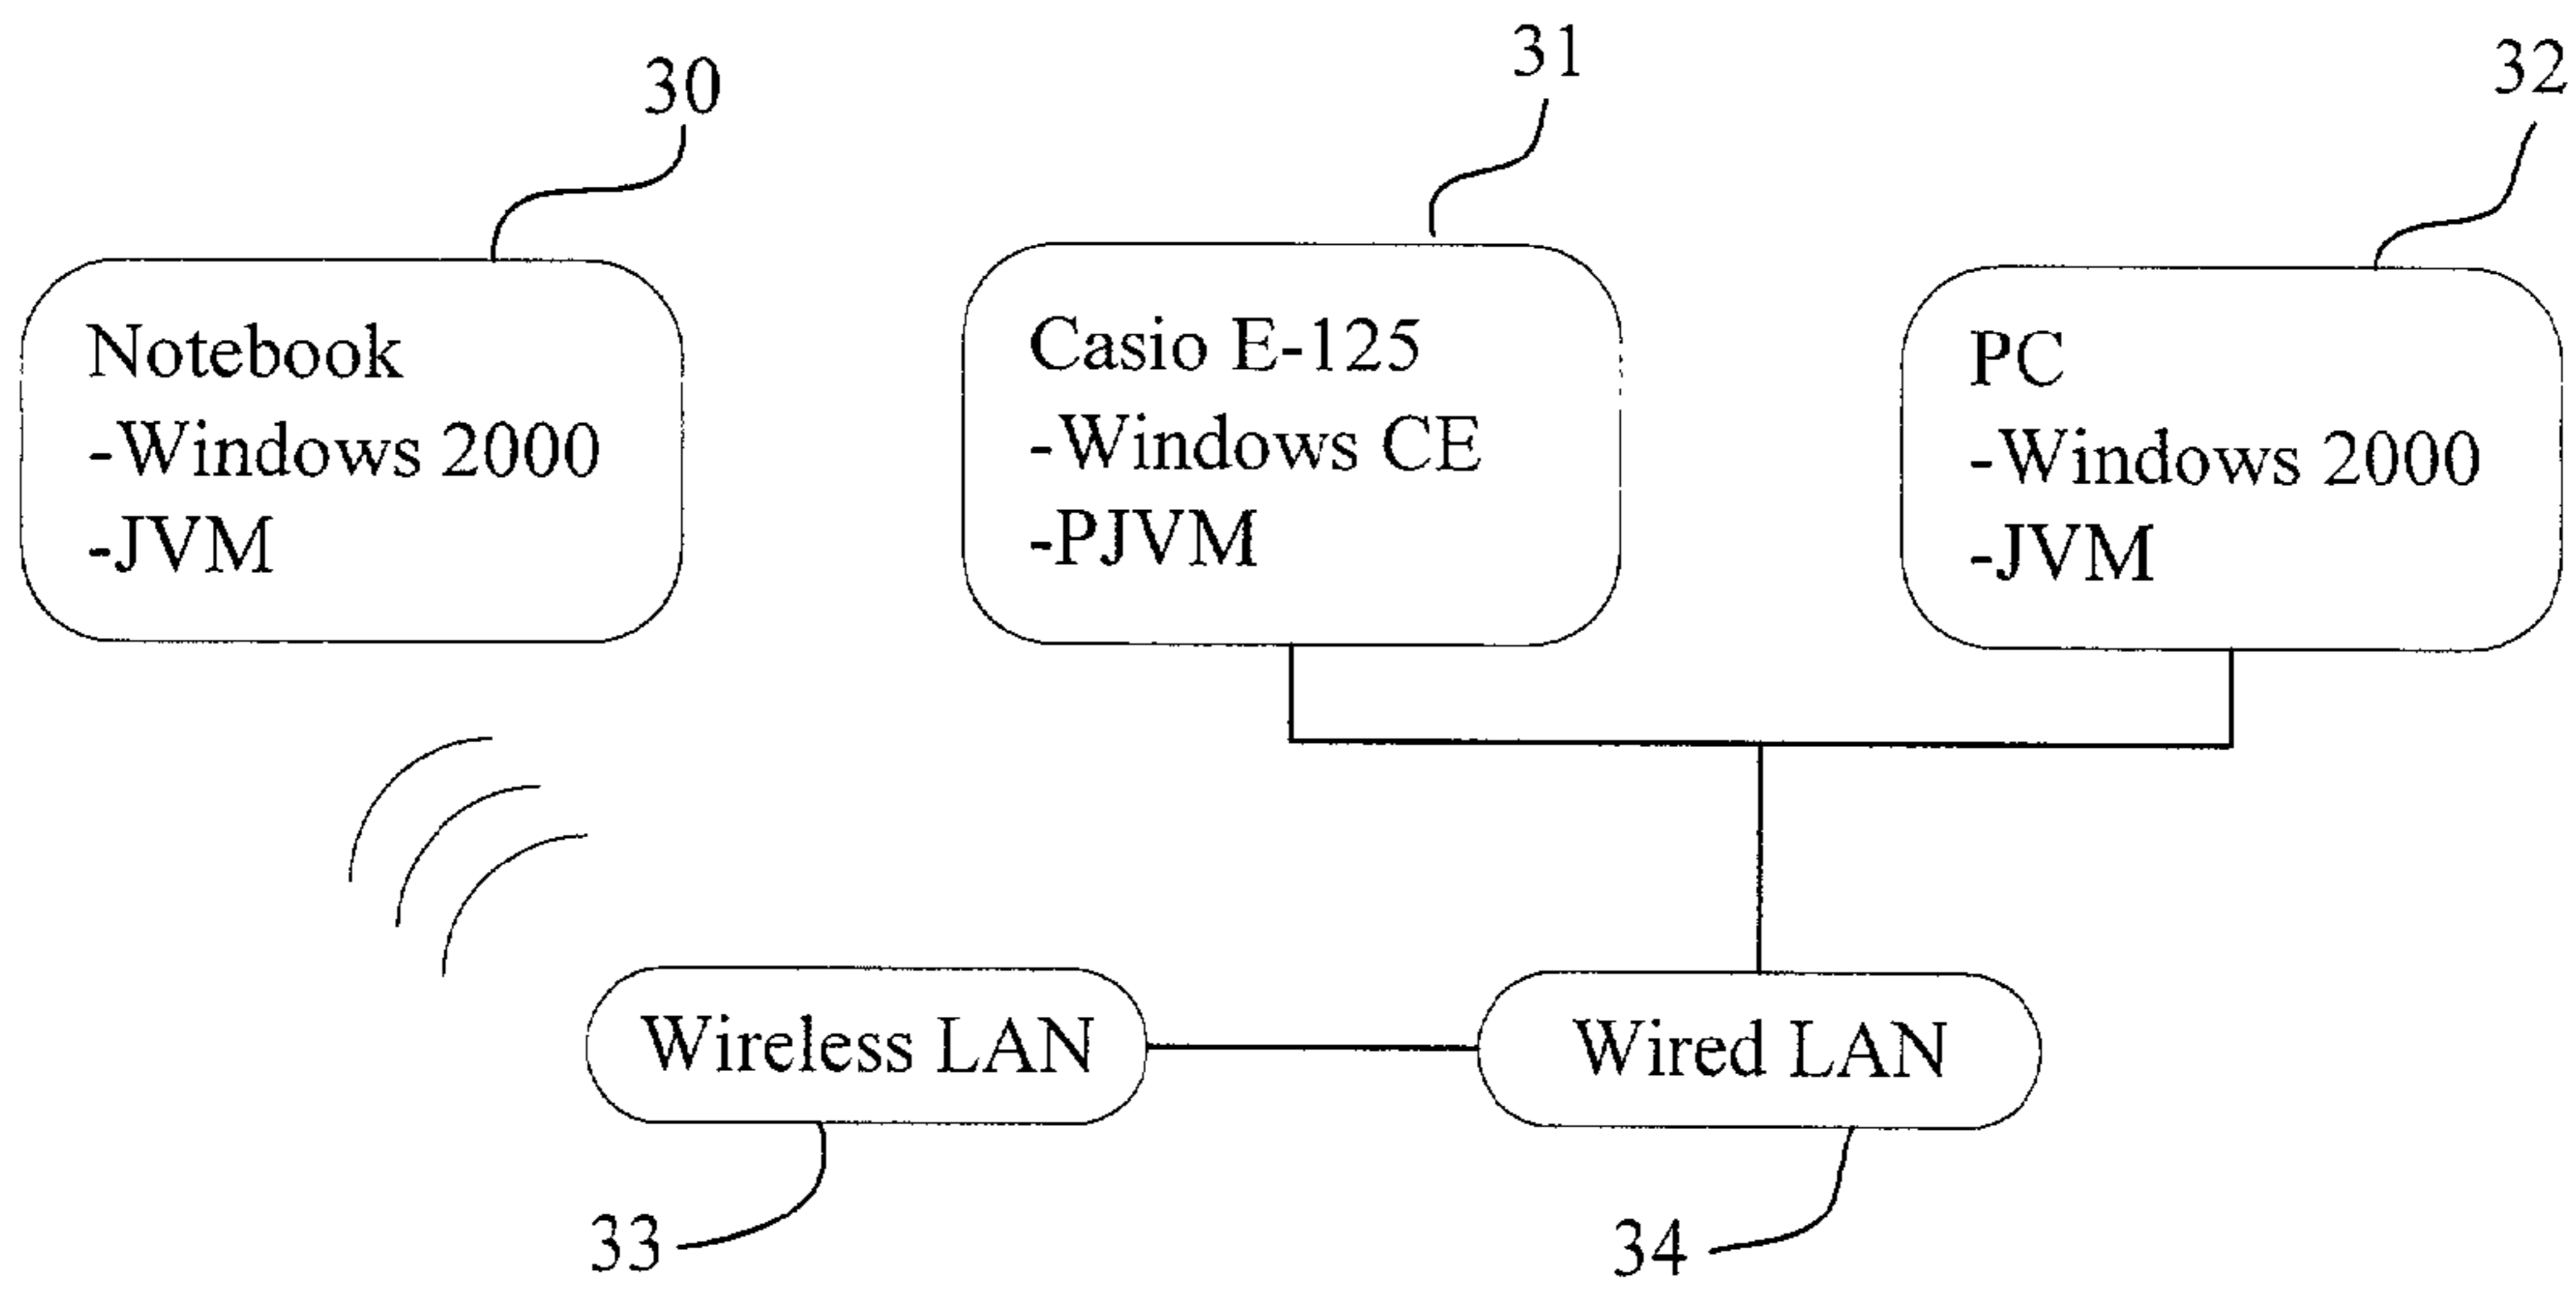 30
31
32
Notebook
-Windows 2000
-JVM
Casio E-125
-Windows CE
-PJVM
PC
-Windows 2000
-JVM
Wireless LAN
Wired LAN
33
34